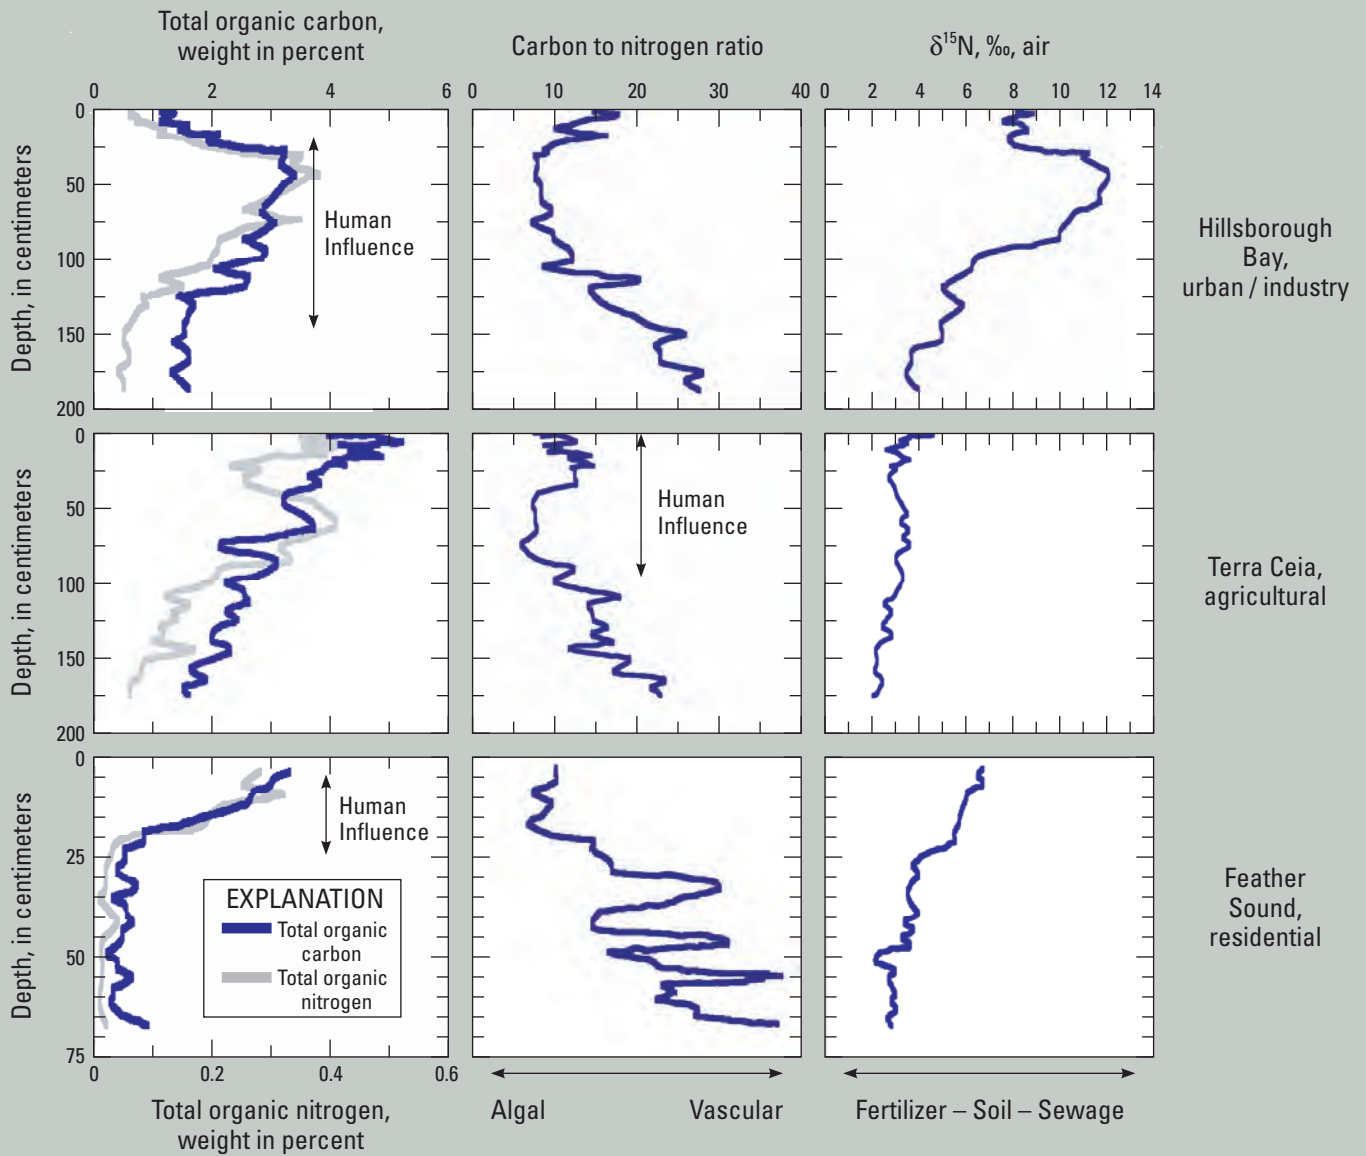 Total organic carbon,
weight in percent
Carbon to nitrogen ratio
δ15N, ‰, air
0 2 4 6
0 10 20 30 40
0 2 4 6 8 10 12 14
Depth, in centimeters
0
50
100
150
200
Human
Influence
Hillsborough
Bay,
urban / industry
Depth, in centimeters
0
50
100
150
200
Human
Influence
Terra Ceia,
agricultural
Depth, in centimeters
0
25
50
75
Human
Influence
EXPLANATION
Total organic
carbon
Total organic
nitrogen
Feather
Sound,
residential
0 0.2 0.4 0.6
Total organic nitrogen,
weight in percent
Algal Vascular
Fertilizer – Soil – Sewage